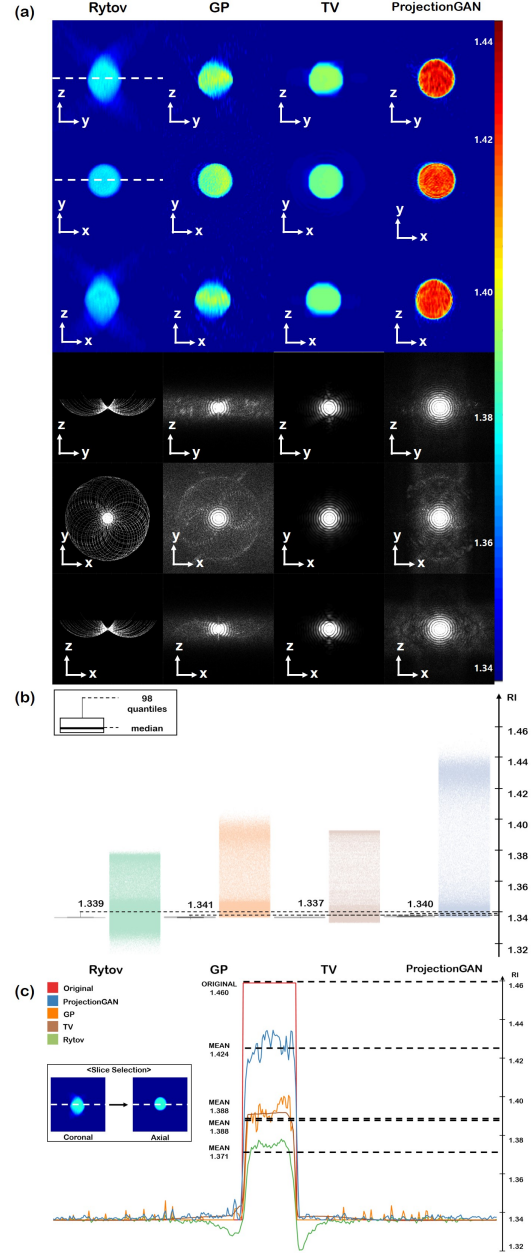 (a)
Rytov GP TV ProjectionGAN
1.44
z y z y z y z y
1.42
y x y x y x y x
1.40
z x z x z x z x
1.38
z y z y z y z y
y x y x y x y x
1.36
z x z x z x z x
1.34
(b)
98
quantiles
median
RI
1.46
1.44
1.42
1.40
1.38
1.36
1.34
1.32
1.339 1.341 1.337 1.340
Rytov GP TV ProjectionGAN
(c)
Original
ProjectionGAN
GP
TV
Rytov
<Slice Selection>
Coronal Axial
ORIGINAL
1.460
MEAN
1.424
MEAN
1.388
MEAN
1.388
MEAN
1.371
RI
1.46
1.44
1.42
1.40
1.38
1.36
1.34
1.32